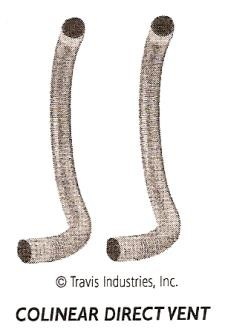 © Travis Industries, Inc.
COLINEAR DIRECT VENT